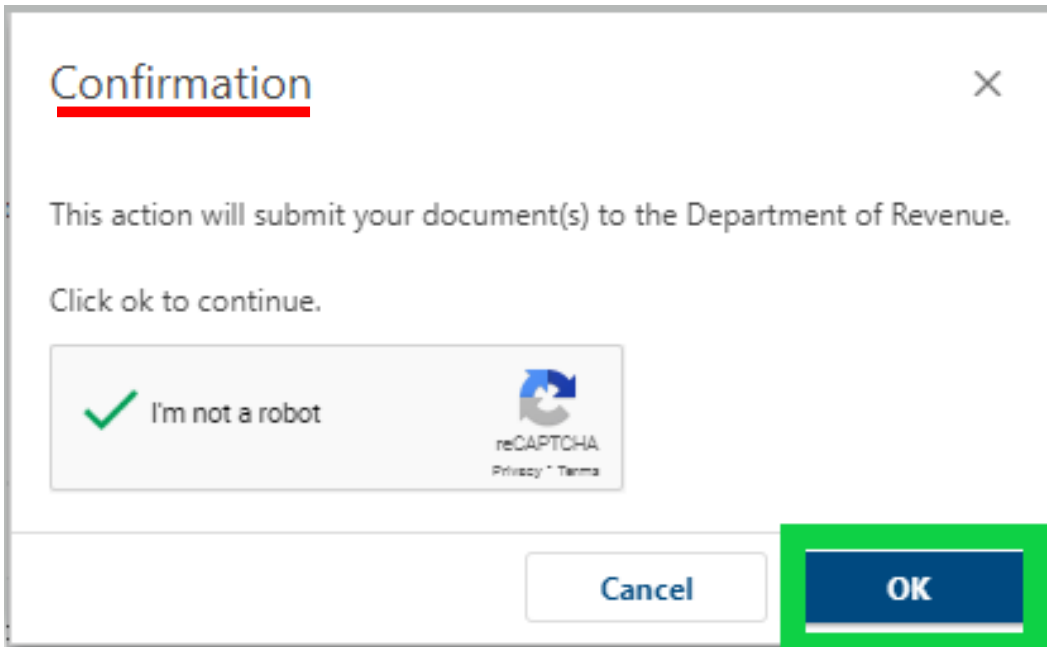 Confirmation
This action will submit your document(s) to the Department of Revenue.
Click ok to continue.
I'm not a robot
reCAPTCHA
Privacy - Terms
Cancel
OK